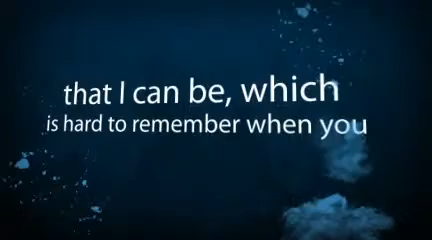 that I can be, which
is hard to remember when you